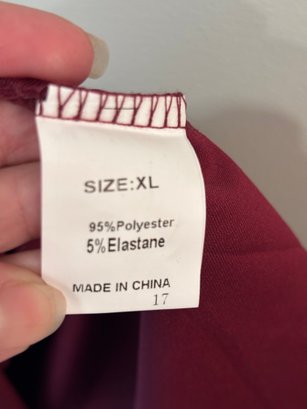 SIZE:XL
95%Polyester
5%Elastane
MADE IN CHINA
17